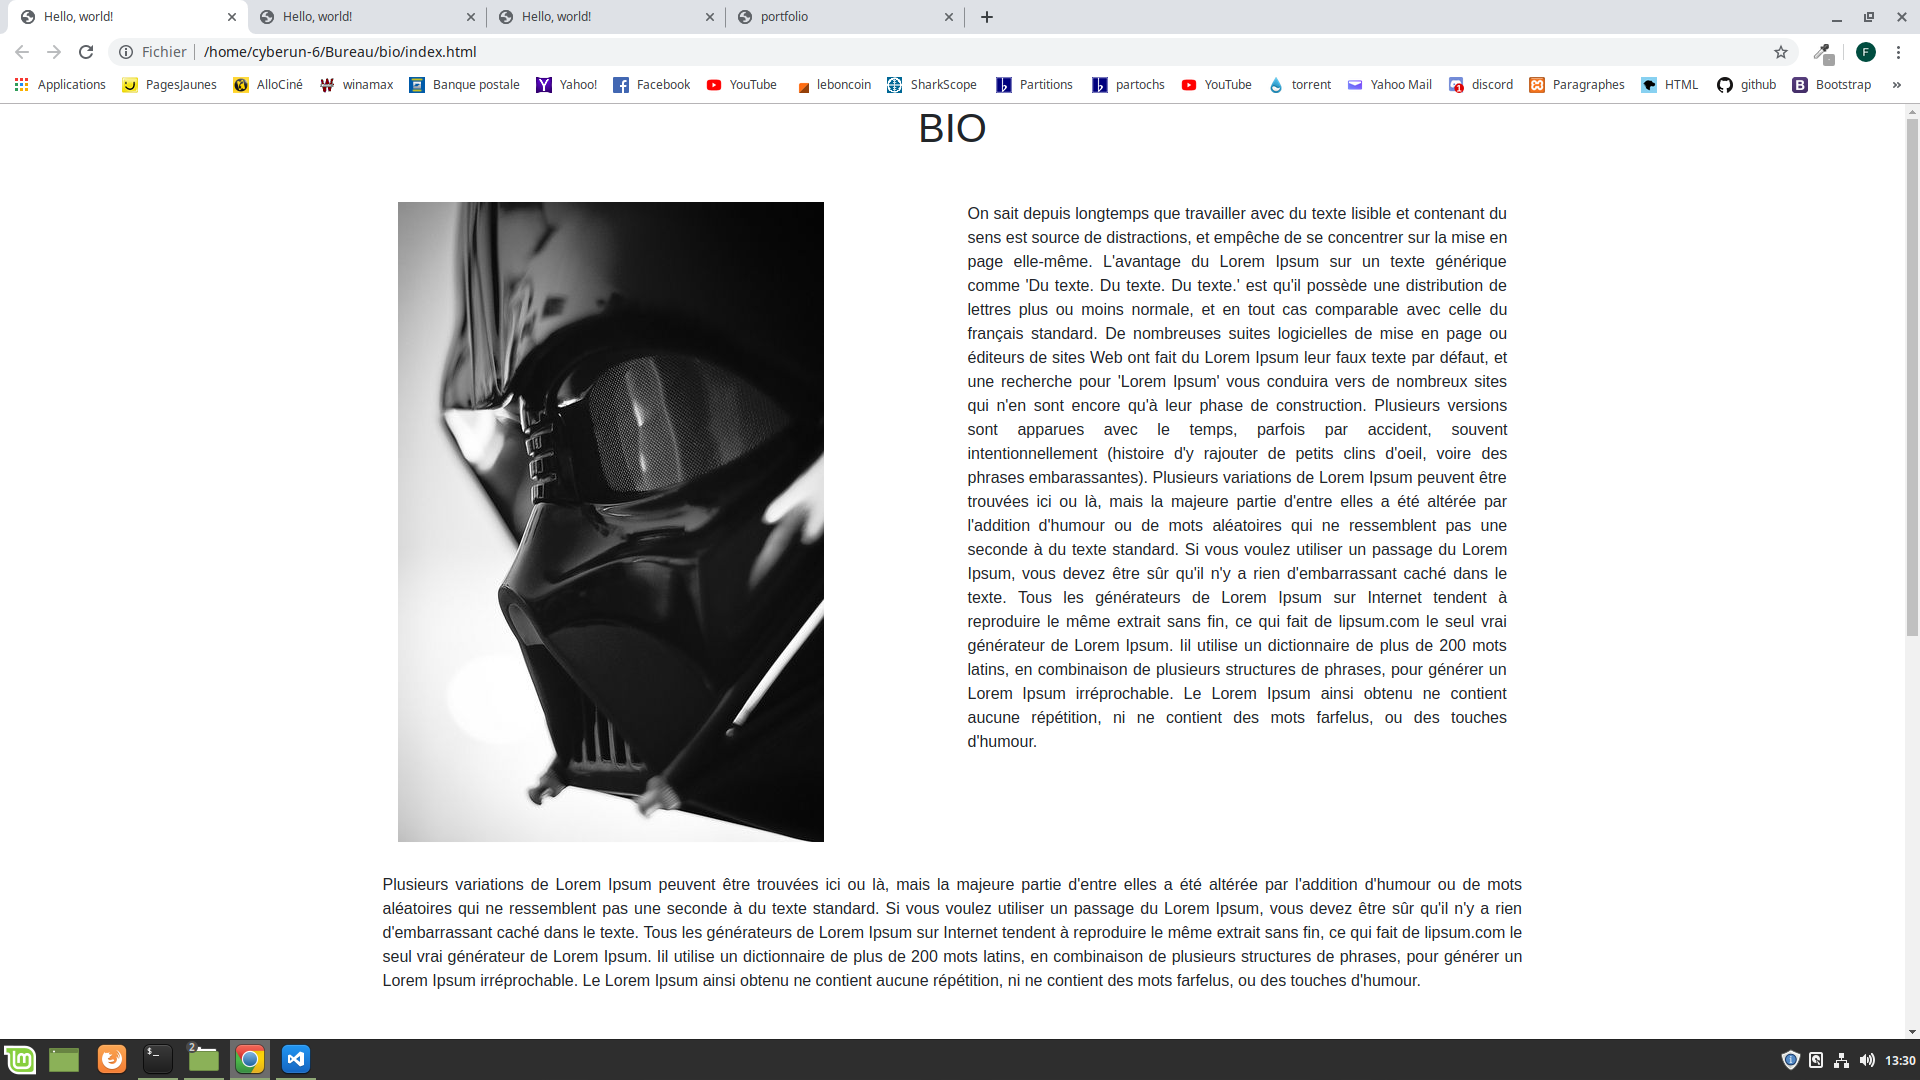 Hello, world!
Hello, world!
Hello, world!
portfolio
Fichier
/home/cyberun-6/Bureau/bio/index.html
F
Applications
PagesJaunes
AlloCiné
winamax
Banque postale
Yahoo!
Facebook
YouTube
leboncoin
SharkScope
Partitions
partochs
YouTube
torrent
Yahoo Mail
1
discord
Paragraphes
HTML
github
B
Bootstrap
»
BIO
On sait depuis longtemps que travailler avec du texte lisible et contenant du
sens est source de distractions, et empêche de se concentrer sur la mise en
page elle-même. L'avantage du Lorem Ipsum sur un texte générique
comme 'Du texte. Du texte. Du texte.' est qu'il possède une distribution de
lettres plus ou moins normale, et en tout cas comparable avec celle du
français standard. De nombreuses suites logicielles de mise en page ou
éditeurs de sites Web ont fait du Lorem Ipsum leur faux texte par défaut, et
une recherche pour 'Lorem Ipsum' vous conduira vers de nombreux sites
qui n'en sont encore qu'à leur phase de construction. Plusieurs versions
sont apparues avec le temps, parfois par accident, souvent
intentionnellement (histoire d'y rajouter de petits clins d'oeil, voire des
phrases embarassantes). Plusieurs variations de Lorem Ipsum peuvent être
trouvées ici ou là, mais la majeure partie d'entre elles a été altérée par
l'addition d'humour ou de mots aléatoires qui ne ressemblent pas une
seconde à du texte standard. Si vous voulez utiliser un passage du Lorem
Ipsum, vous devez être sûr qu'il n'y a rien d'embarrassant caché dans le
texte. Tous les générateurs de Lorem Ipsum sur Internet tendent à
reproduire le même extrait sans fin, ce qui fait de lipsum.com le seul vrai
générateur de Lorem Ipsum. Iil utilise un dictionnaire de plus de 200 mots
latins, en combinaison de plusieurs structures de phrases, pour générer un
Lorem Ipsum irréprochable. Le Lorem Ipsum ainsi obtenu ne contient
aucune répétition, ni ne contient des mots farfelus, ou des touches
d'humour.
Plusieurs variations de Lorem Ipsum peuvent être trouvées ici ou là, mais la majeure partie d'entre elles a été altérée par l'addition d'humour ou de mots
aléatoires qui ne ressemblent pas une seconde à du texte standard. Si vous voulez utiliser un passage du Lorem Ipsum, vous devez être sûr qu'il n'y a rien
d'embarrassant caché dans le texte. Tous les générateurs de Lorem Ipsum sur Internet tendent à reproduire le même extrait sans fin, ce qui fait de lipsum.com le
seul vrai générateur de Lorem Ipsum. Iil utilise un dictionnaire de plus de 200 mots latins, en combinaison de plusieurs structures de phrases, pour générer un
Lorem Ipsum irréprochable. Le Lorem Ipsum ainsi obtenu ne contient aucune répétition, ni ne contient des mots farfelus, ou des touches d'humour.
$_
2
13:30